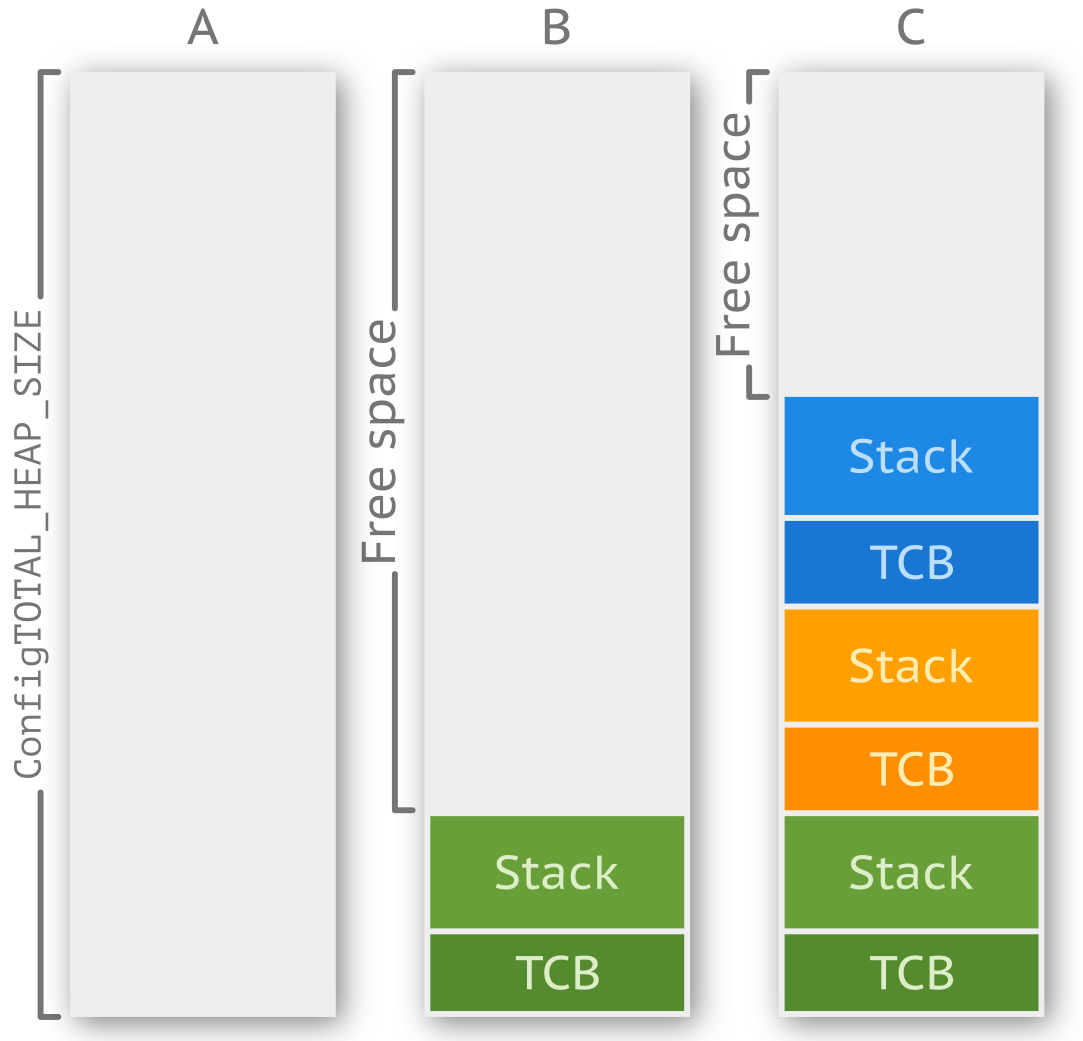 A
B
C
ConfigTOTAL_HEAP_SIZE
Free space
Free space
Stack
TCB
Stack
TCB
Stack
TCB
Stack
TCB